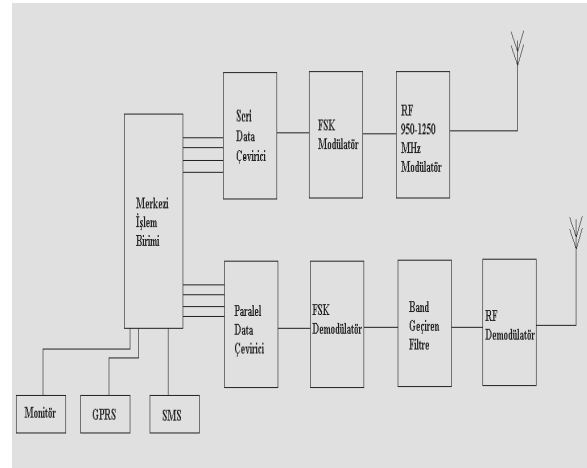 Seri
Data
Çevirici
FSK
Modülatör
RF
950-1250
MHz
Modülatör
Merkezi
İşlem
Birimi
Paralel
Data
Çevirici
FSK
Demodülatör
Band
Geçiren
Filtre
RF
Demodülatör
Monitör
GPRS
SMS